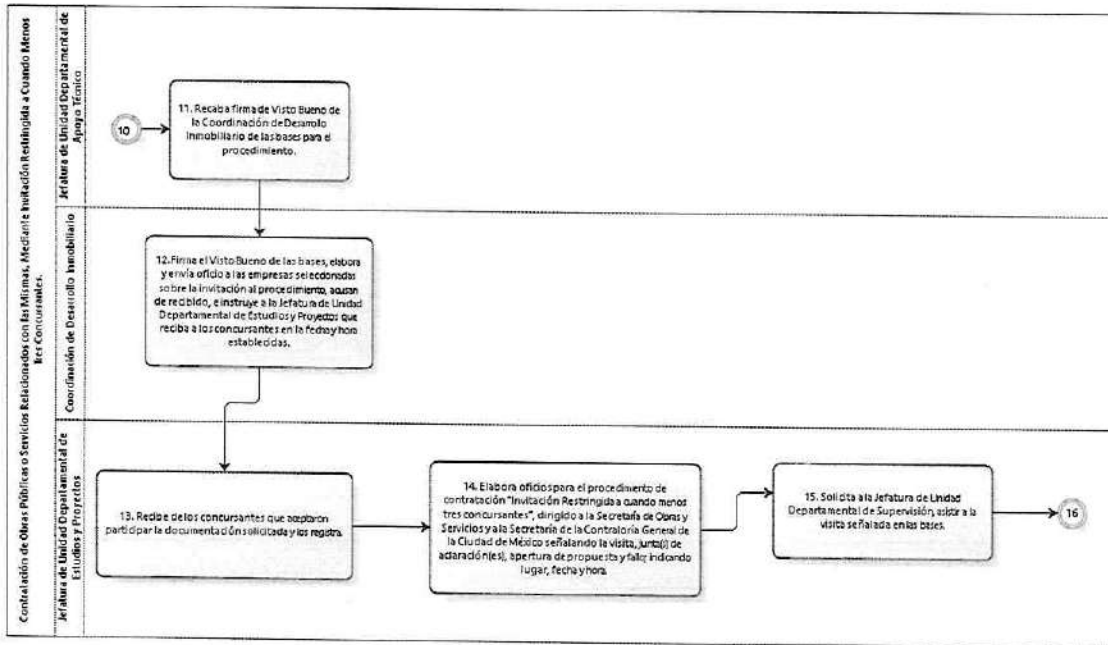 Contratación de Obras Públicas o Servicios Relacionados con las Mismas, Mediante Invitación Restringida a Cuando Menos
Tres Concursantes.
Jefatura de Unidad Departamental de
Apoyo Técnico
10
11. Recaba firma de Visto Bueno de
la Coordinación de Desarrollo
Inmobiliario de las bases para el
procedimiento.
Coordinación de Desarrollo Inmobiliario
12. Firma el Visto Bueno de las bases, elabora
y envía oficio a las empresas seleccionadas
sobre la invitación al procedimiento, acusan
de recibido, e instruye a la Jefatura de Unidad
Departamental de Estudios y Proyectos que
reciba a los concursantes en la fecha y hora
establecidas.
Jefatura de Unidad Departamental de
Estudios y Proyectos
13. Recibe de los concursantes que aceptaron
participar la documentación solicitada y los registra.
14. Elabora oficios para el procedimiento de
contratación "Invitación Restringida a cuando menos
tres concursantes", dirigido a la Secretaría de Obras y
Servicios y a la Secretaría de la Contraloría General de
la Ciudad de México señalando la visita, junta(s) de
aclaración(es), apertura de propuesta y fallo; indicando
lugar, fecha y hora.
15. Solicita a la Jefatura de Unidad
Departamental de Supervisión, asistir a la
visita señalada en las bases.
16